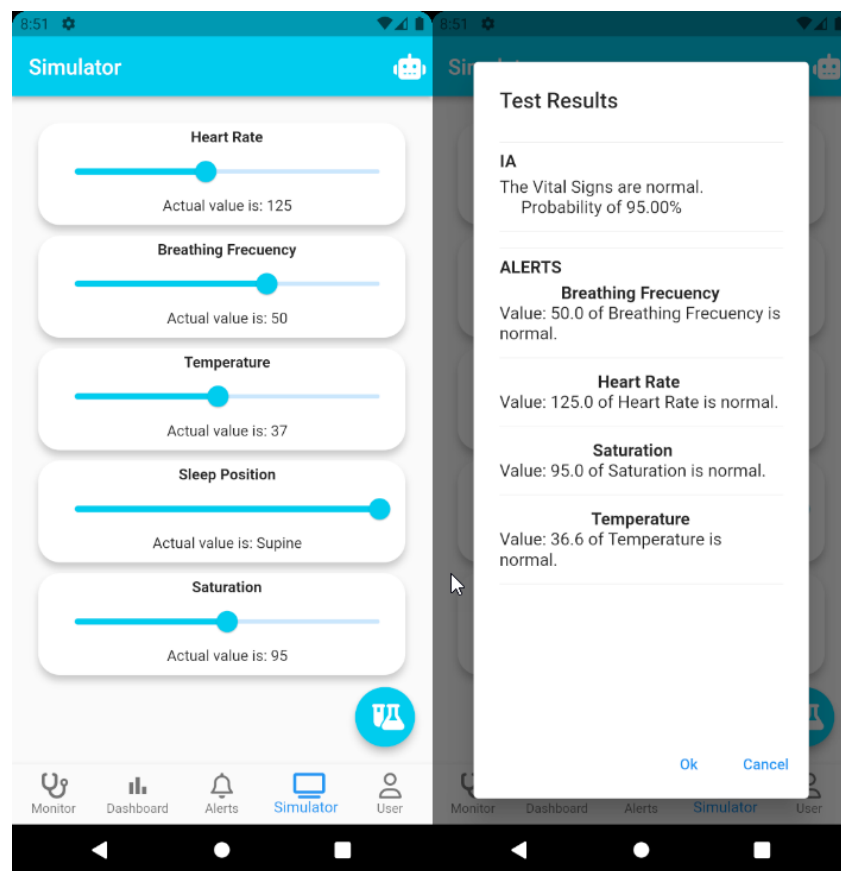 8:51
Simulator
Heart Rate
Actual value is: 125
Breathing Frecuency
Actual value is: 50
Temperature
Actual value is: 37
Sleep Position
Actual value is: Supine
Saturation
Actual value is: 95
Monitor
Dashboard
Alerts
Simulator
User
8:51
Sim
Test Results
IA
The Vital Signs are normal.
Probability of 95.00%
ALERTS
Breathing Frecuency
Value: 50.0 of Breathing Frecuency is
normal.
Heart Rate
Value: 125.0 of Heart Rate is normal.
Saturation
Value: 95.0 of Saturation is normal.
Temperature
Value: 36.6 of Temperature is
normal.
Ok
Cancel
Monitor
Dashboard
Alerts
Simulator
User